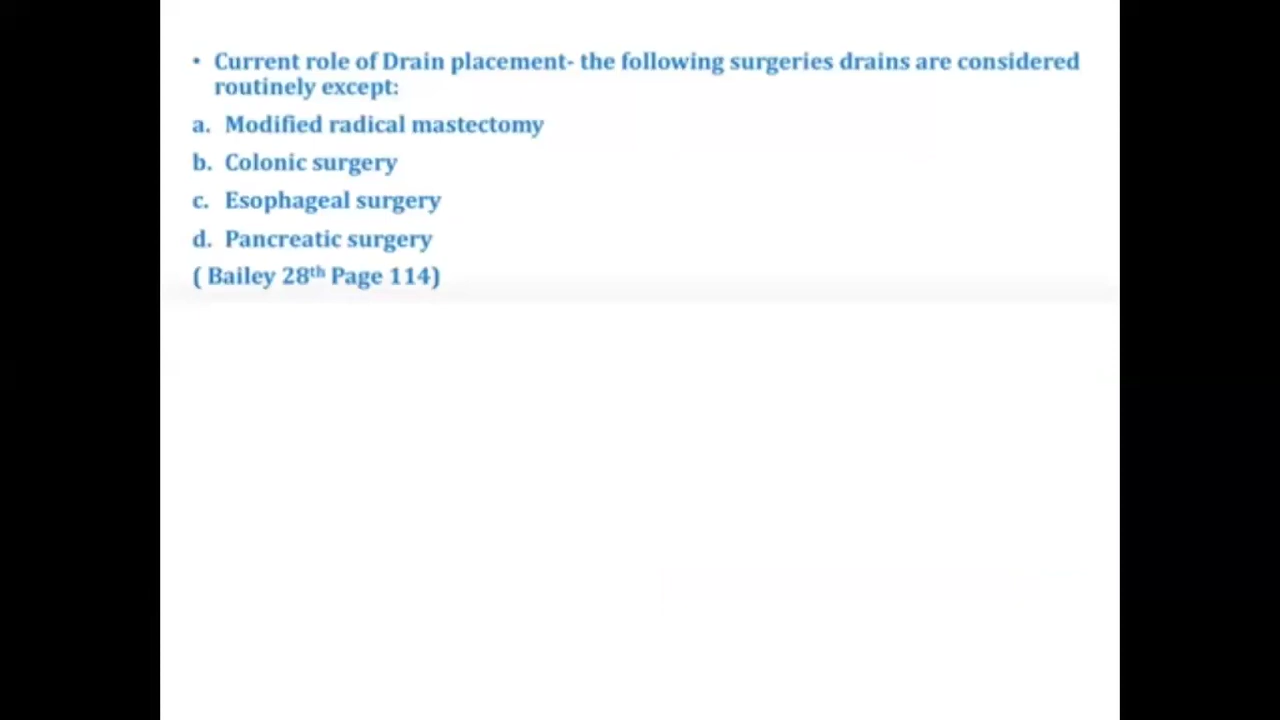 • Current role of Drain placement- the following surgeries drains are considered
routinely except:
a. Modified radical mastectomy
b. Colonic surgery
c. Esophageal surgery
d. Pancreatic surgery
( Bailey 28th Page 114)